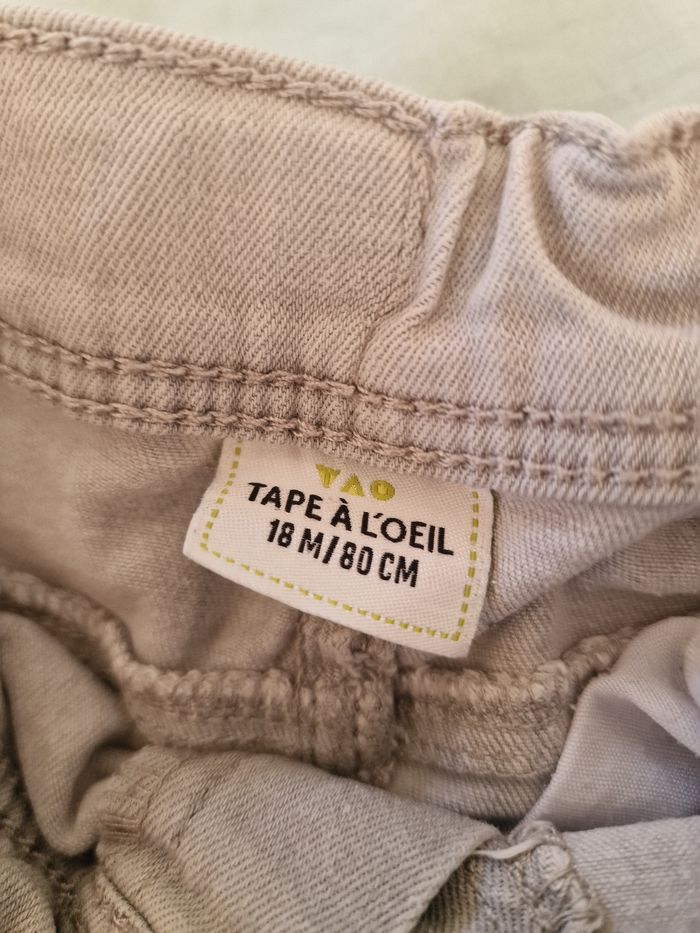 TAO
TAPE À L'OEIL
18 M/80 CM